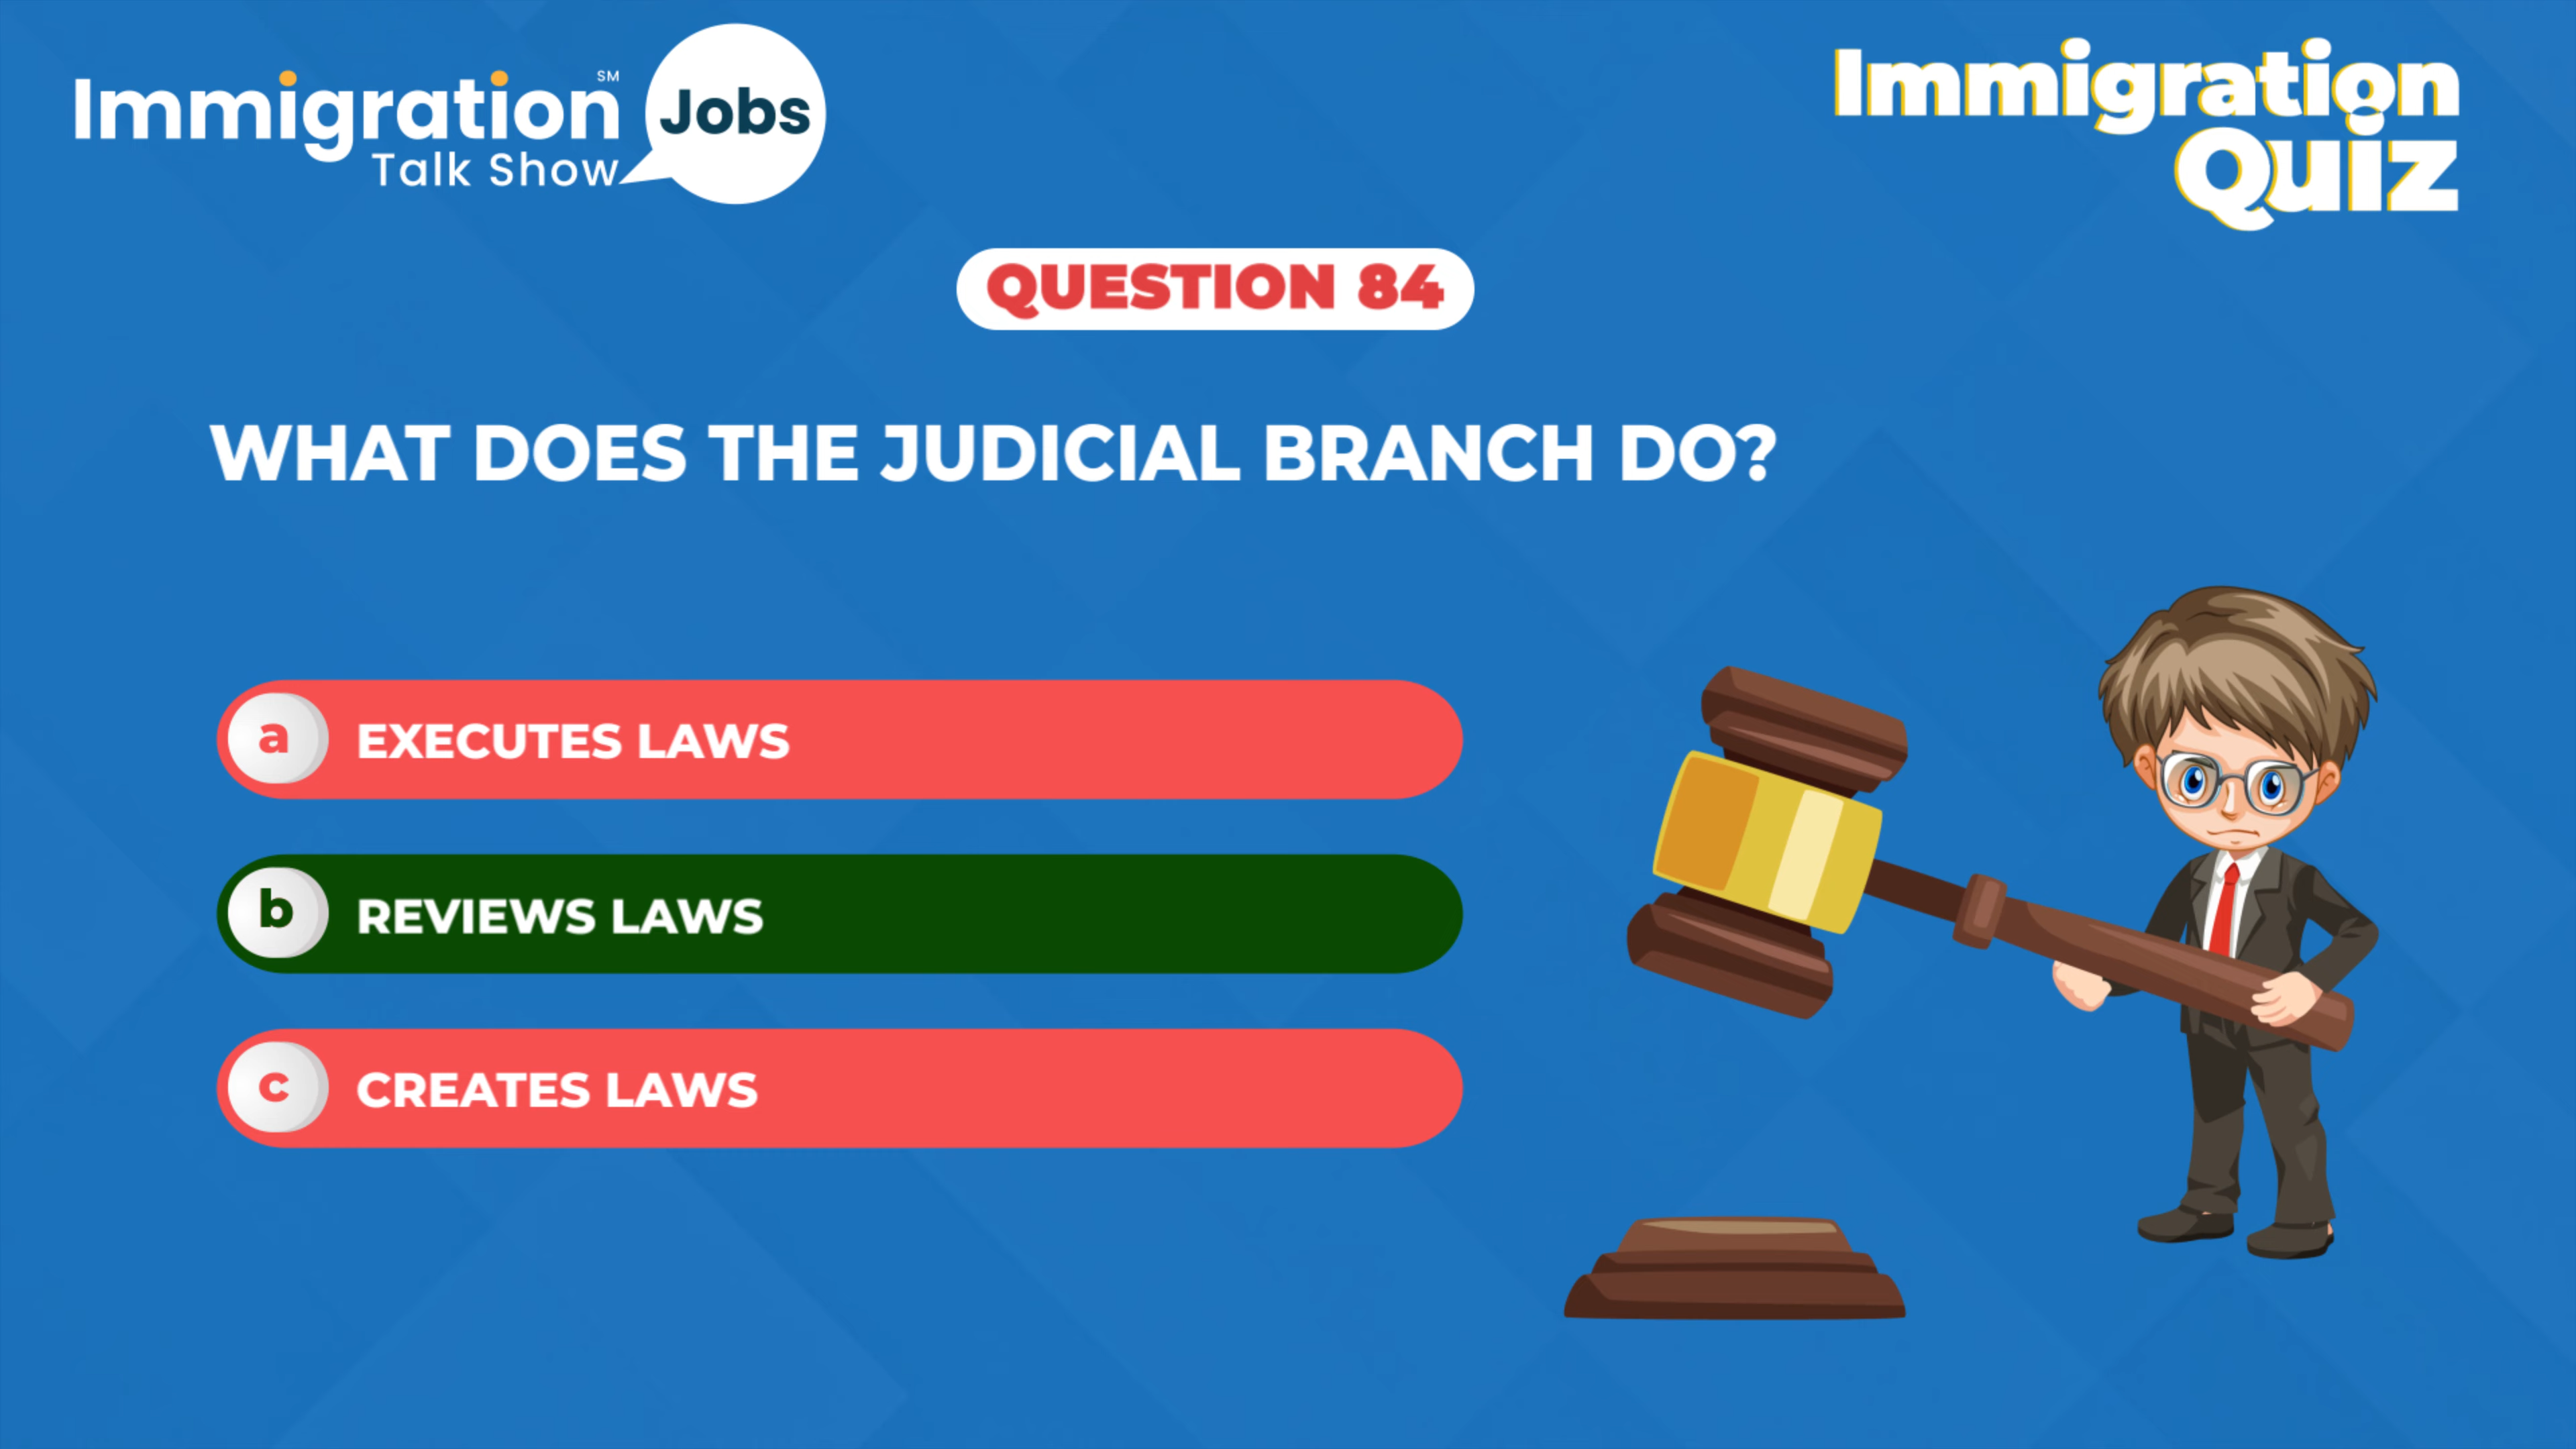 Immigration SM
Talk Show
Jobs
Immigration
Quiz
QUESTION 84
WHAT DOES THE JUDICIAL BRANCH DO?
a EXECUTES LAWS
b REVIEWS LAWS
c CREATES LAWS